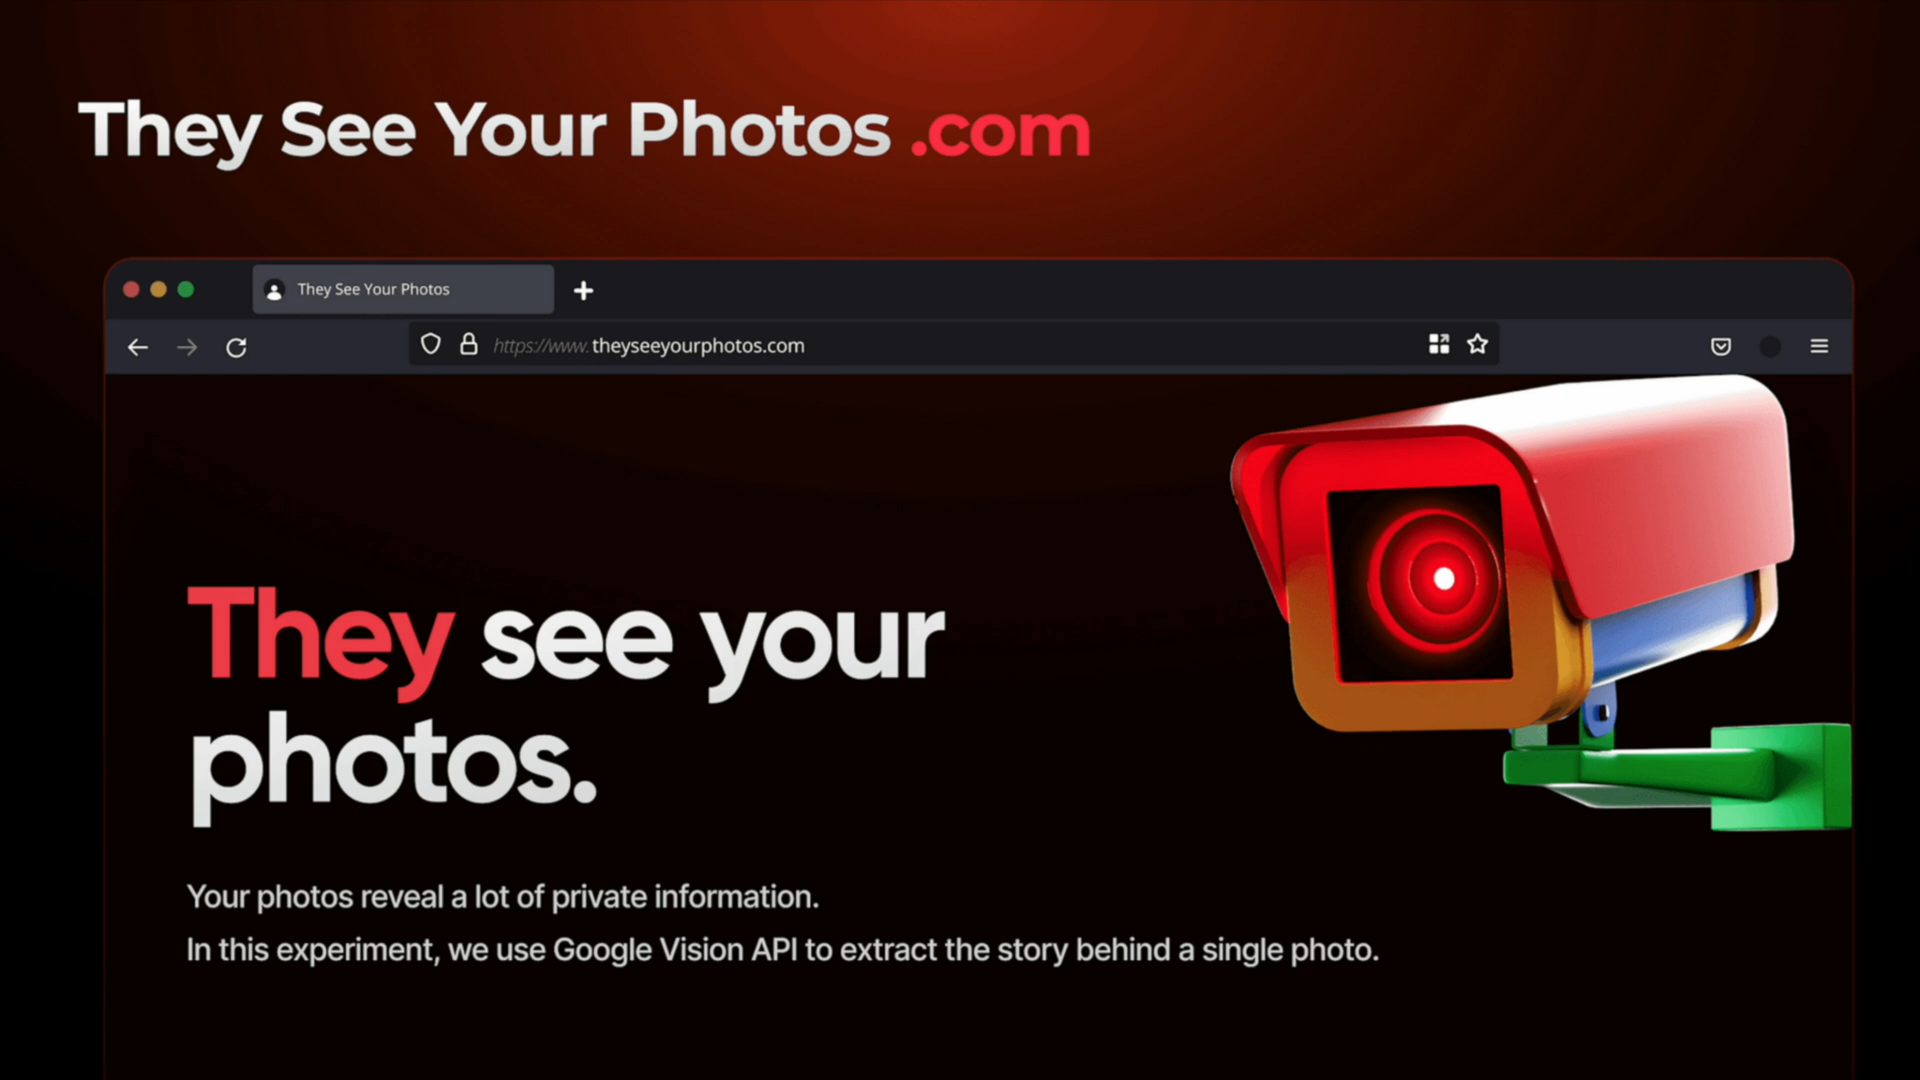 They See Your Photos .com
They See Your Photos
https://www.theyseeyourphotos.com
They see your
photos.
Your photos reveal a lot of private information.
In this experiment, we use Google Vision API to extract the story behind a single photo.